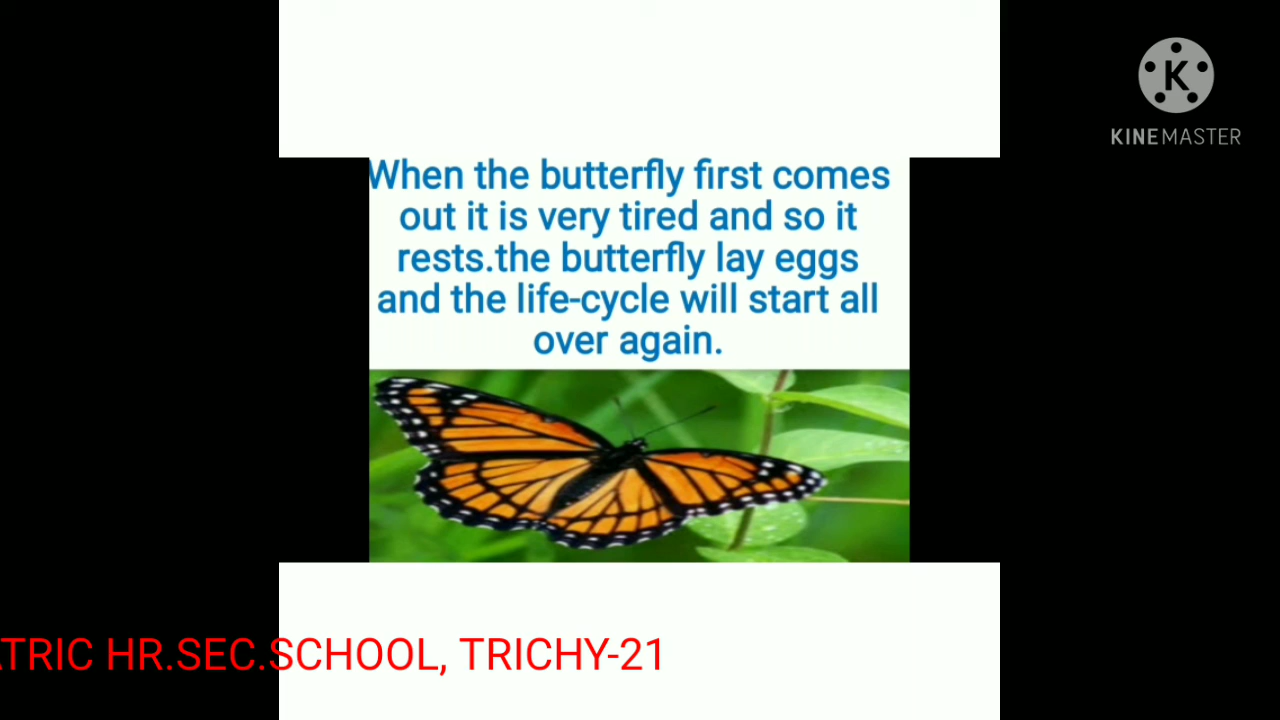 KINEMASTER
When the butterfly first comes
out it is very tired and so it
rests.the butterfly lay eggs
and the life-cycle will start all
over again.
HR.SEC.SCHOOL, TRICHY-21